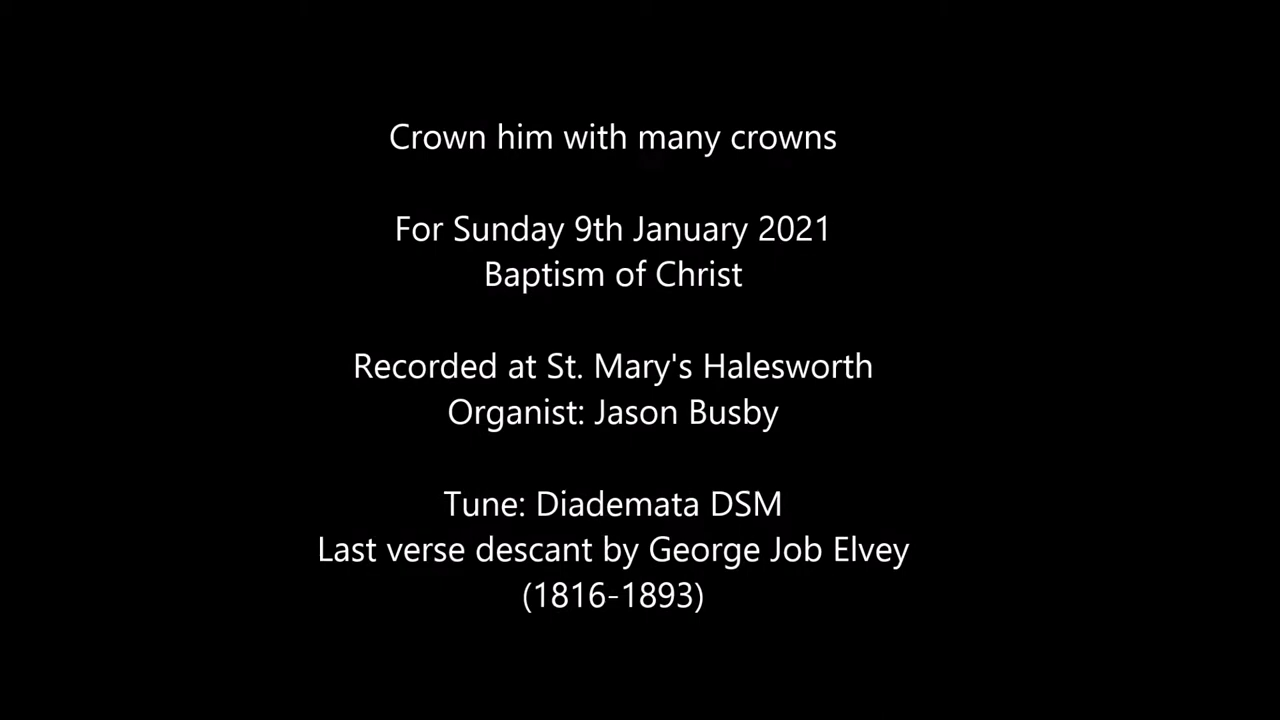 Crown him with many crowns
For Sunday 9th January 2021
Baptism of Christ
Recorded at St. Mary's Halesworth
Organist: Jason Busby
Tune: Diademata DSM
Last verse descant by George Job Elvey
(1816-1893)